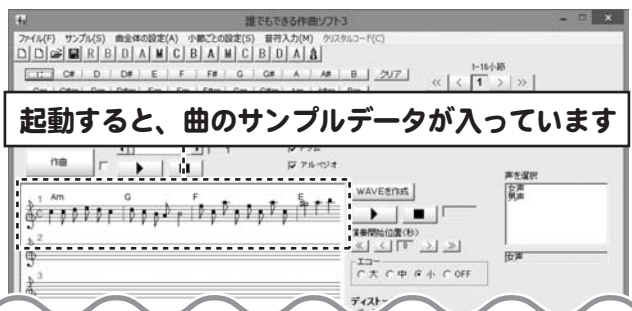 誰でもできる作曲ソフト3
ファイル(F) サンプル(S) 曲全体の設定(A) 小節ごとの設定(S) 音符入力(M) クリスタルコード(C)
R B D A M C B A M C B D A
C C# D D# E F F# G G# A A# B クリア
1-16小節
≪ < 1 > ≫
起動すると、曲のサンプルデータが入っています
作曲
アルペジオ
声を選択
女声
男声
WAVEを作成
1 Am G F E
演奏開始位置(秒)
≪ < 0 > ≫
女声
2
エコー
大 中 小 OFF
3
ディスト